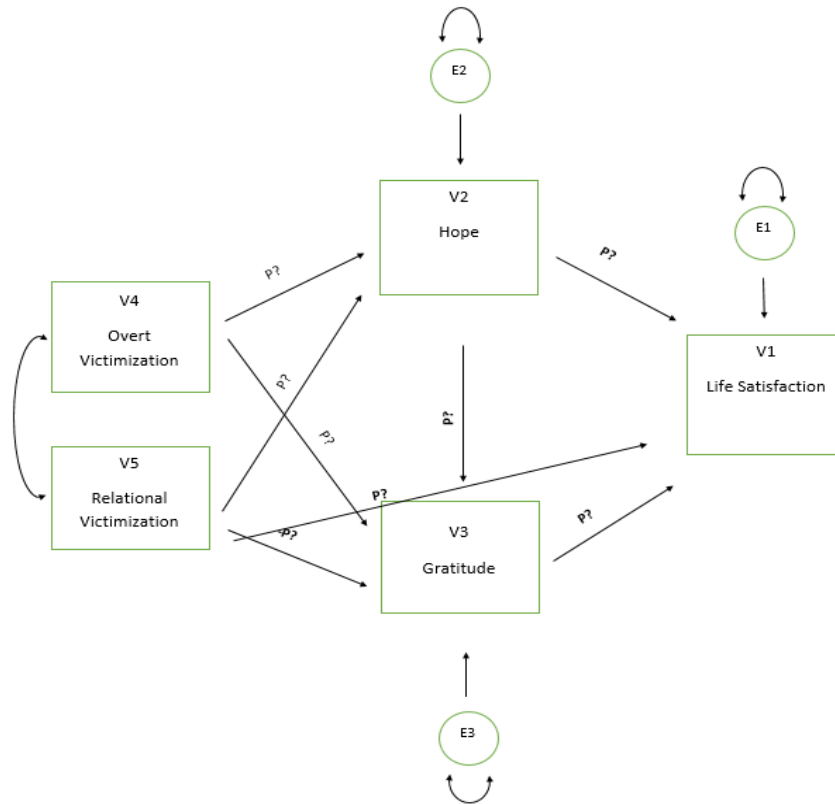 E2
V2
Hope
E1
P?
P?
V4
Overt
Victimization
V1
Life Satisfaction
P?
P?
P?
V5
Relational
Victimization
P?
P?
P?
V3
Gratitude
E3